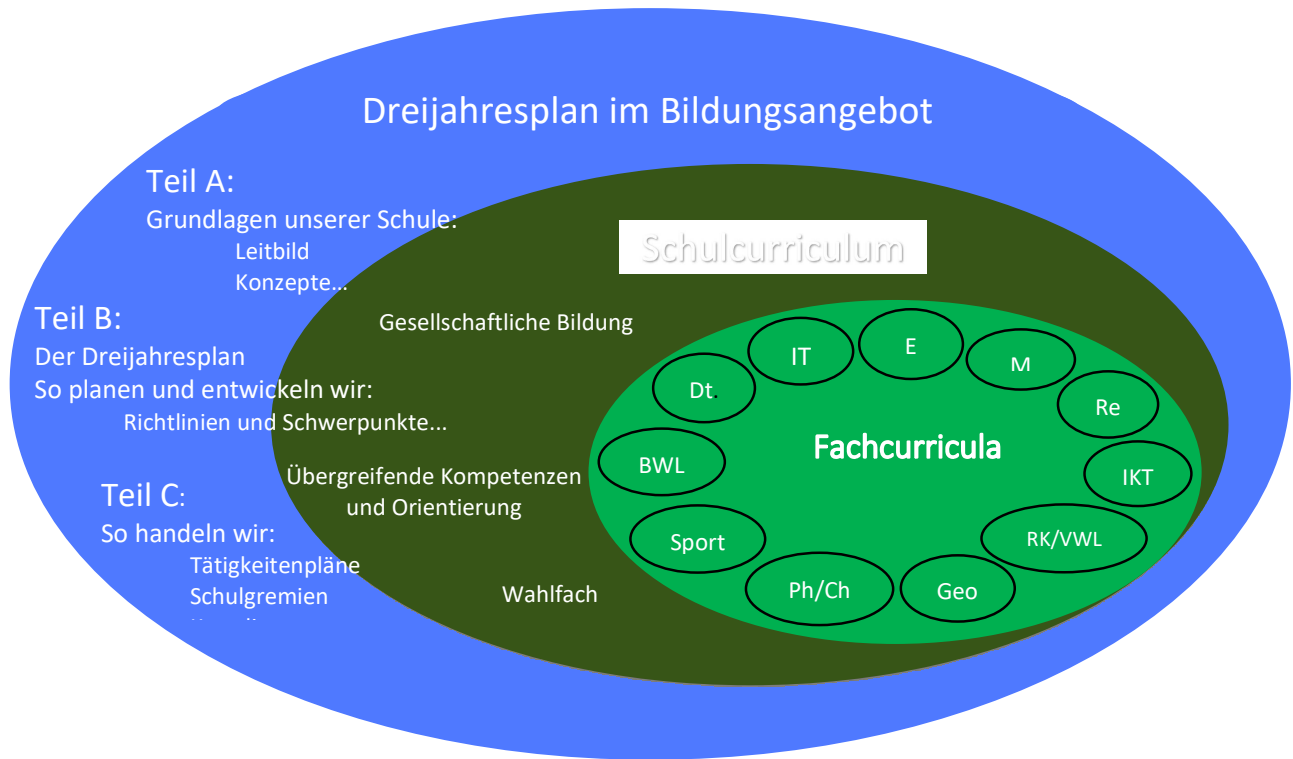 Dreijahresplan im Bildungsangebot
Teil A:
Grundlagen unserer Schule:
Leitbild
Konzepte...
Teil B:
Der Dreijahresplan
So planen und entwickeln wir:
Richtlinien und Schwerpunkte...
Teil C:
So handeln wir:
Tätigkeitenpläne
Schulgremien
Schulcurriculum
Gesellschaftliche Bildung
Übergreifende Kompetenzen
und Orientierung
Wahlfach
Fachcurricula
Dt.
IT
E
M
Re
IKT
RK/VWL
Geo
Ph/Ch
Sport
BWL